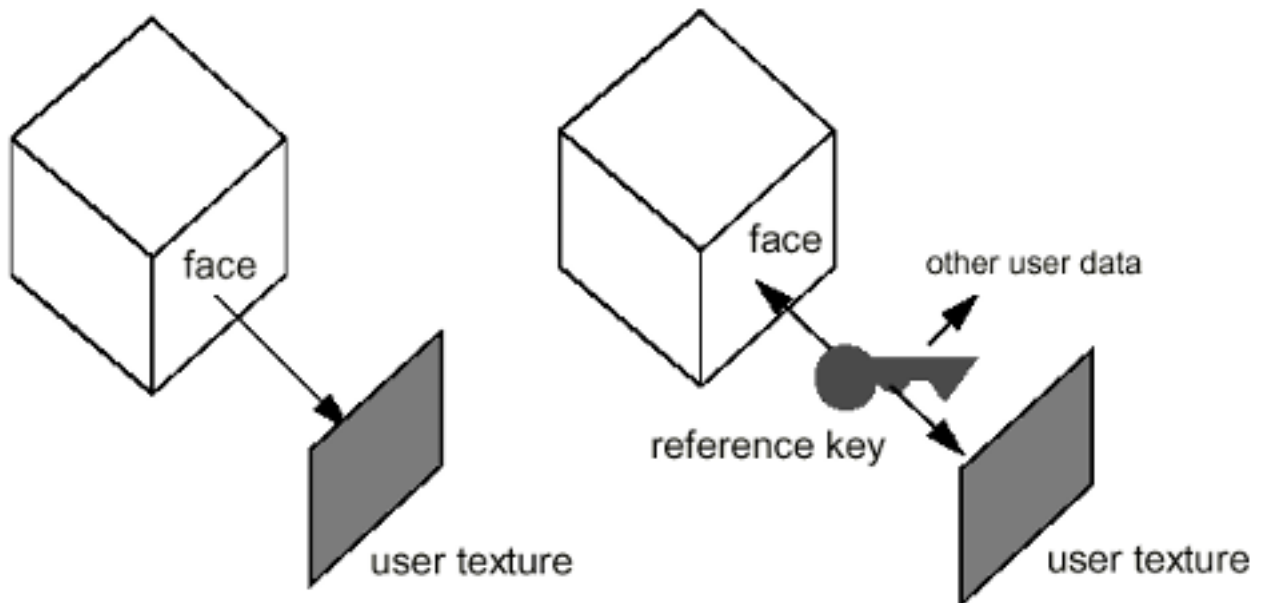 face
user texture
face
other user data
reference key
user texture